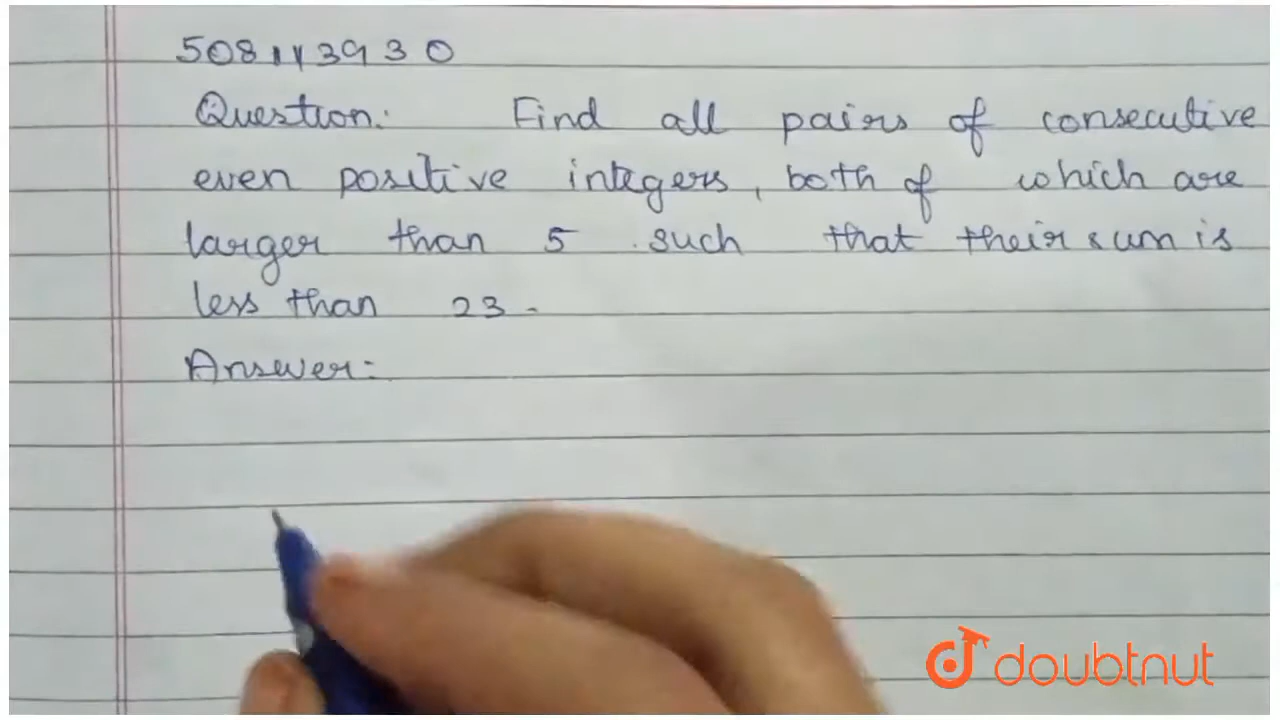 508113930
Question: Find all pairs of consecutive
even positive integers, both of which are
larger than 5 such that their sum is
less than 23.
Answer:
doubtnut